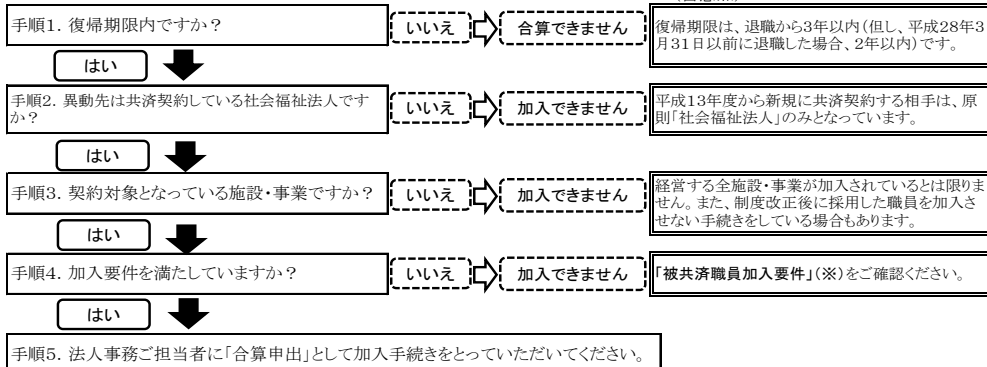 手順1. 復帰期限内ですか？
いいえ
合算できません
復帰期限は、退職から3年以内(但し、平成28年3
月31日以前に退職した場合、2年以内)です。
はい
手順2. 異動先は共済契約している社会福祉法人です
か？
いいえ
加入できません
平成13年度から新規に共済契約する相手は、原
則「社会福祉法人」のみとなっています。
はい
手順3. 契約対象となっている施設・事業ですか？
いいえ
加入できません
経営する全施設・事業が加入されているとは限りま
せん。また、制度改正後に採用した職員を加入さ
せない手続きをしている場合もあります。
はい
手順4. 加入要件を満たしていますか？
いいえ
加入できません
「被共済職員加入要件」(※)をご確認ください。
はい
手順5. 法人事務ご担当者に「合算申出」として加入手続きをとっていただいてください。